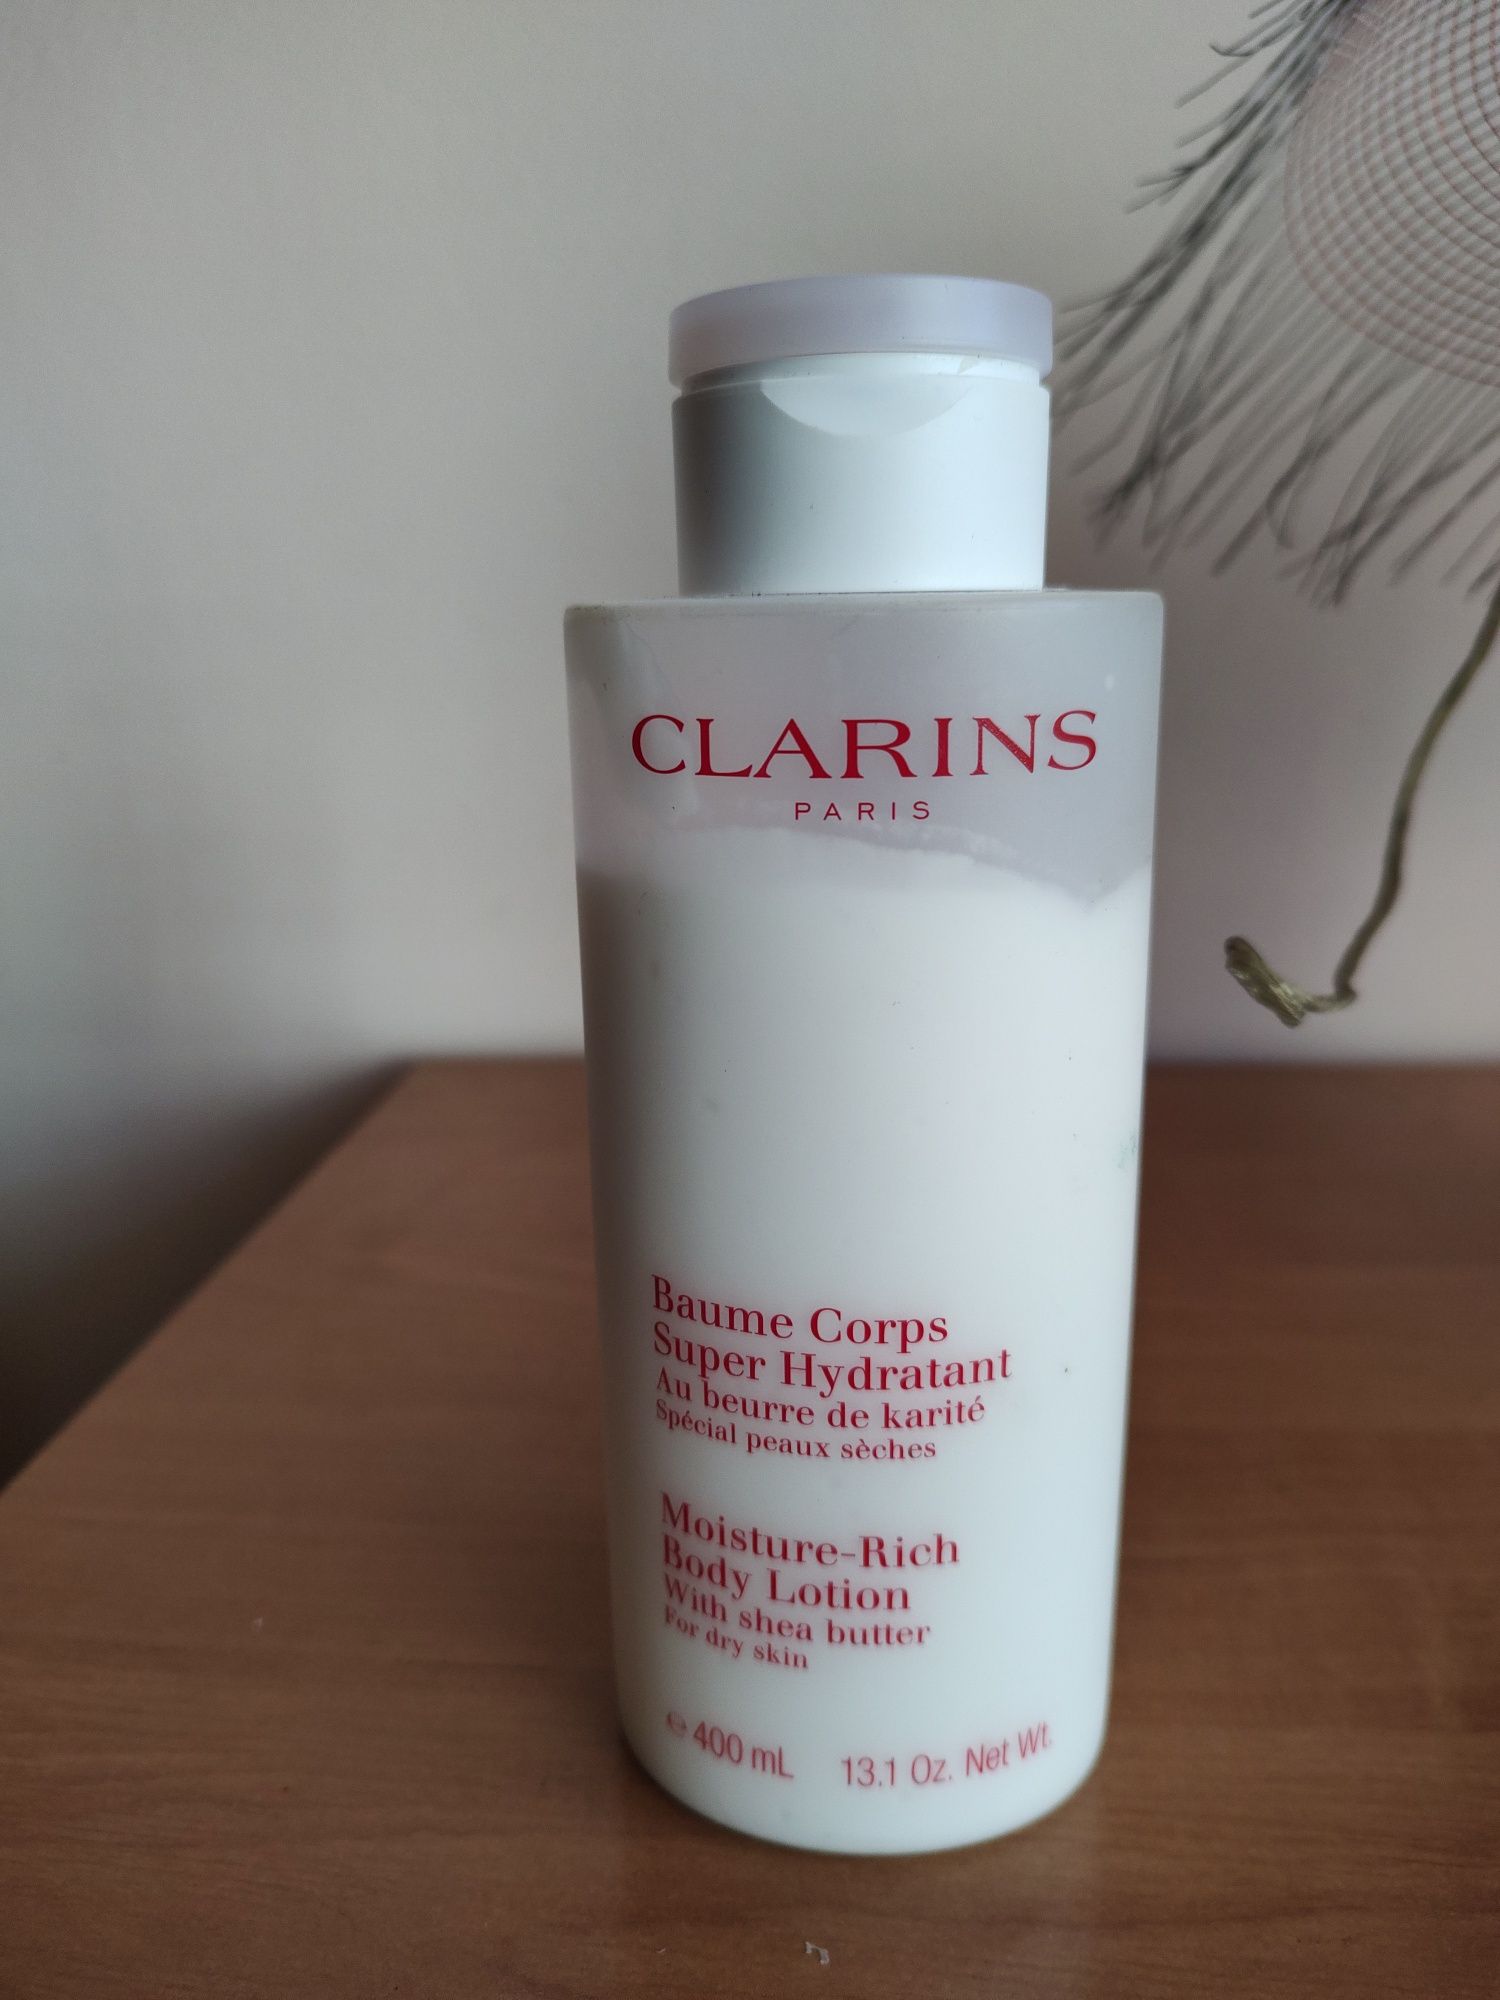 CLARINS
PARIS
Baume Corps
Super Hydratant
Au beurre de karité
Spécial peaux sèches
Moisture-Rich
Body Lotion
With shea butter
For dry skin
℮ 400 mL 13.1 Oz. Net Wt.